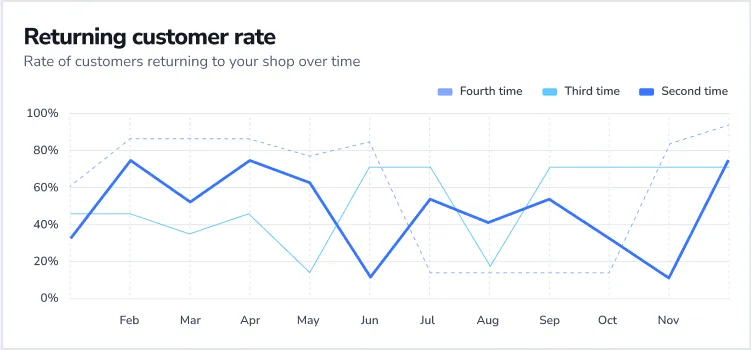 Returning customer rate
Rate of customers returning to your shop over time
Fourth time Third time Second time
100%
80%
60%
40%
20%
0%
Feb Mar Apr May Jun Jul Aug Sep Oct Nov